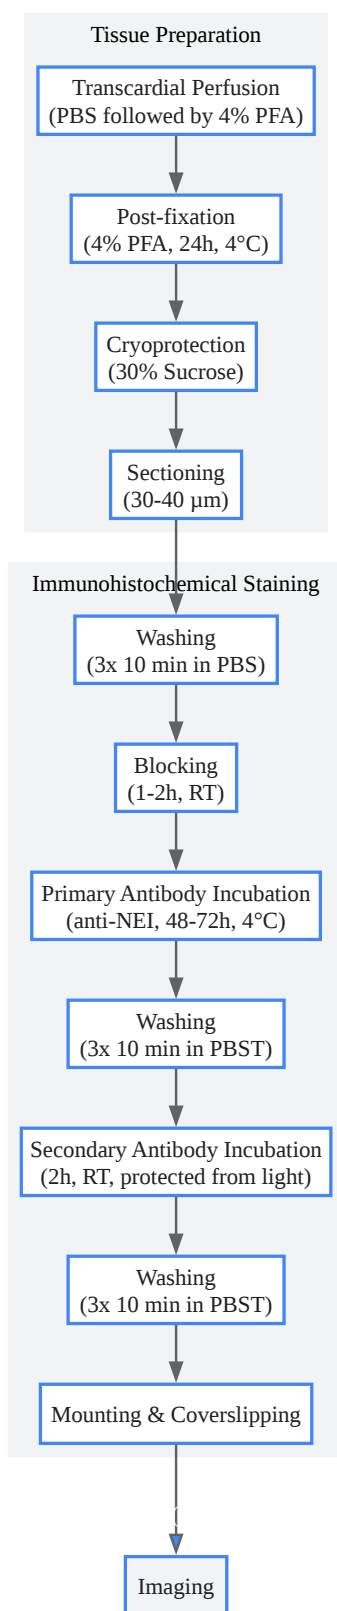 Tissue Preparation
Transcardial Perfusion
(PBS followed by 4% PFA)
Post-fixation
(4% PFA, 24h, 4°C)
Cryoprotection
(30% Sucrose)
Sectioning
(30-40 µm)
Immunohistochemical Staining
Washing
(3x 10 min in PBS)
Blocking
(1-2h, RT)
Primary Antibody Incubation
(anti-NEI, 48-72h, 4°C)
Washing
(3x 10 min in PBST)
Secondary Antibody Incubation
(2h, RT, protected from light)
Washing
(3x 10 min in PBST)
Mounting & Coverslipping
Imaging